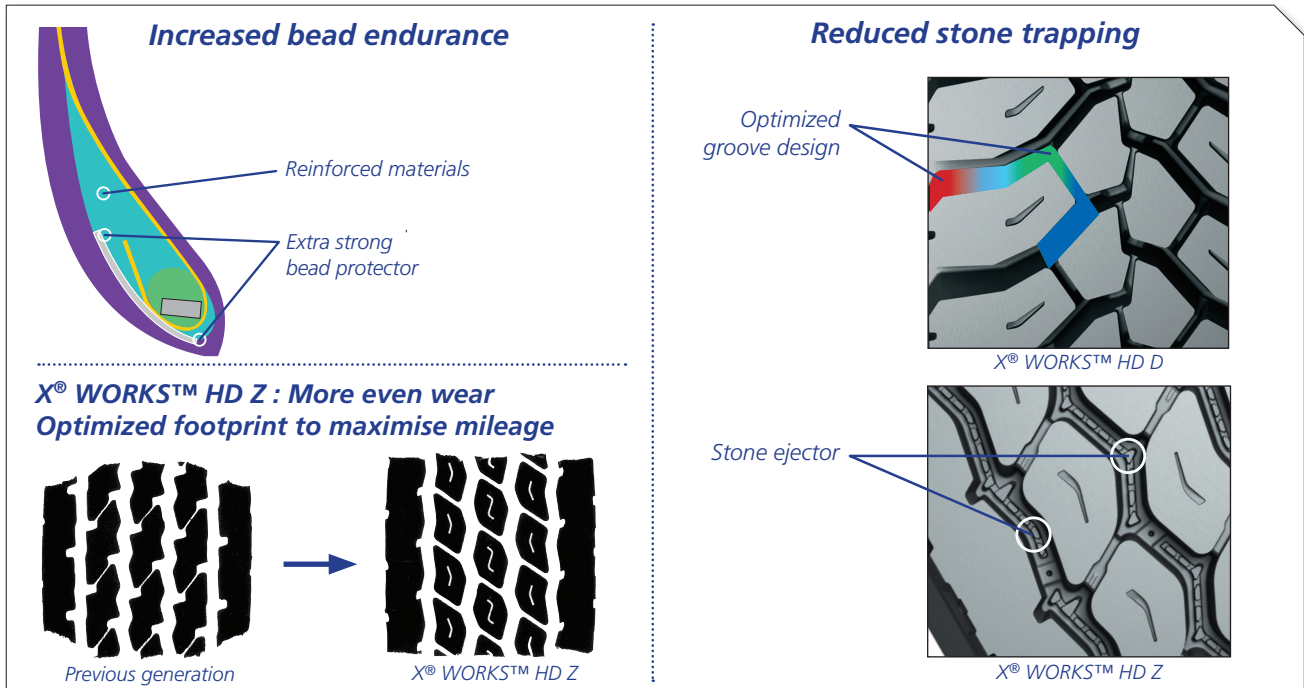 Increased bead endurance
Reinforced materials
Extra strong
bead protector
X® WORKS™ HD Z : More even wear
Optimized footprint to maximise mileage
Previous generation
X® WORKS™ HD Z
Reduced stone trapping
Optimized
groove design
X® WORKS™ HD D
Stone ejector
X® WORKS™ HD Z